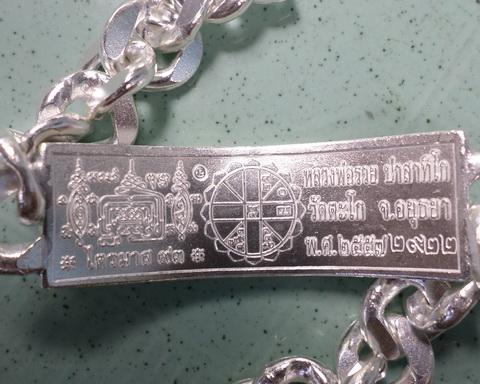 หลวงพ่อรวย ปาสาทิโก
วัดตะโก จ.อยุธยา
พ.ศ.๒๕๕๗ ๒๙๒๒
ไตรมาส ๙๓